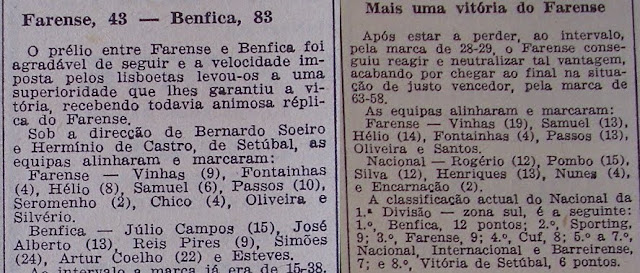 Farense, 43 — Benfica, 83
O prélio entre Farense e Benfica foi
agradável de seguir e a velocidade im-
posta pelos lisboetas levou-os a uma
superioridade que lhes garantiu a vi-
tória, recebendo todavia animosa répli-
ca do Farense.
Sob a direcção de Bernardo Soeiro
e Hermínio de Castro, de Setúbal, as
equipas alinharam e marcaram:
Farense — Vinhas (9), Fontainhas
(4), Hélio (8), Samuel (6), Passos (10),
Seromenho (2), Chico (4), Oliveira e
Silvério.
Benfica — Júlio Campos (15), José
Alberto (13), Reis Pires (9), Simões
(24), Artur Coelho (22) e Esteves.
Ao intervalo a marca já era de 15-38.
Mais uma vitória do Farense
Após estar a perder, ao intervalo,
pela marca de 28-29, o Farense conse-
guiu reagir e neutralizar tal vantagem,
acabando por chegar ao final na situa-
ção de justo vencedor, pela marca de
63-58.
As equipas alinharam e marcaram:
Farense — Vinhas (19), Samuel (13),
Hélio (14), Fontainhas (4), Passos (13),
Oliveira e Santos.
Nacional — Rogério (12), Pombo (15),
Silva (12), Henriques (13), Nunes (4),
e Encarnação (2).
A classificação actual do Nacional da
1.ª Divisão — zona sul, é a seguinte:
1.º, Benfica, 12 pontos; 2.º, Sporting,
9; 3.º, Farense, 9; 4.º, Cuf, 8; 5.º a 7.º,
Nacional, Internacional e Barreirense,
7; e 8.º, Vitória de Setúbal, 6 pontos.